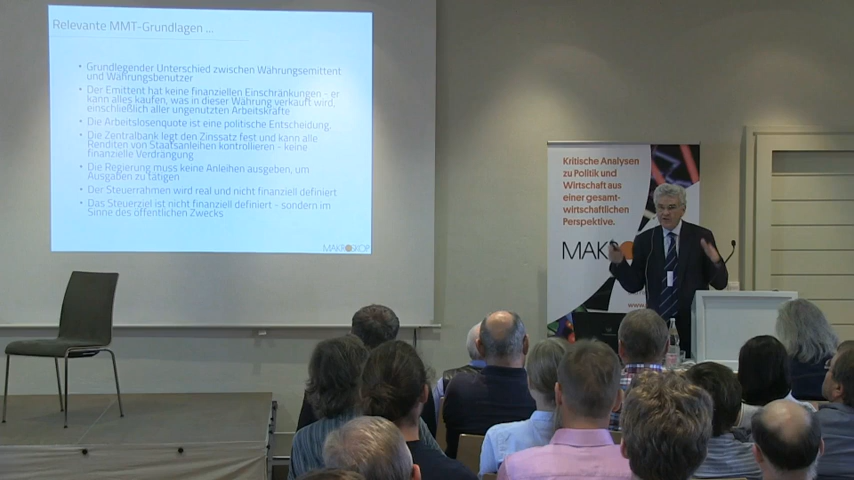 Relevante MMT-Grundlagen ...
• Grundlegender Unterschied zwischen Währungsemittent
und Währungsbenutzer
• Der Emittent hat keine finanziellen Einschränkungen - er
kann alles kaufen, was in dieser Währung verkauft wird,
einschließlich aller ungenutzten Arbeitskräfte
• Die Arbeitslosenquote ist eine politische Entscheidung.
• Die Zentralbank legt den Zinssatz fest und kann alle
Renditen von Staatsanleihen kontrollieren - keine
finanzielle Verdrängung
• Die Regierung muss keine Anleihen ausgeben, um
Ausgaben zu tätigen
• Der Steuerrahmen wird real und nicht finanziell definiert
• Das Steuerziel ist nicht finanziell definiert - sondern im
Sinne des öffentlichen Zwecks
MAKROSKOP
Kritische Analysen
zu Politik und
Wirtschaft aus
einer gesamt-
wirtschaftlichen
Perspektive.
MAKRO